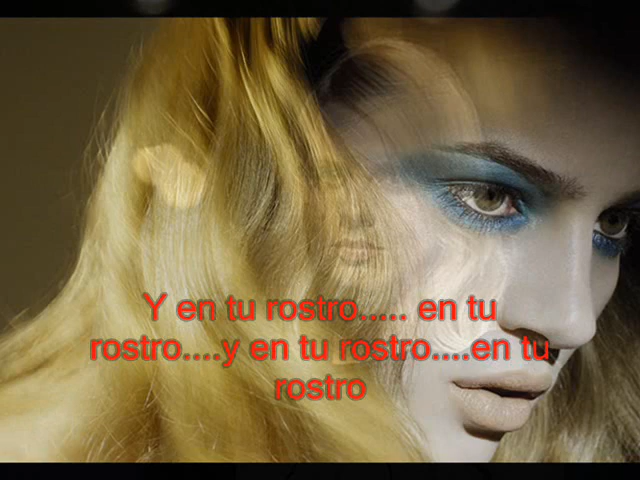 Y en tu rostro..... en tu
rostro....y en tu rostro....en tu
rostro